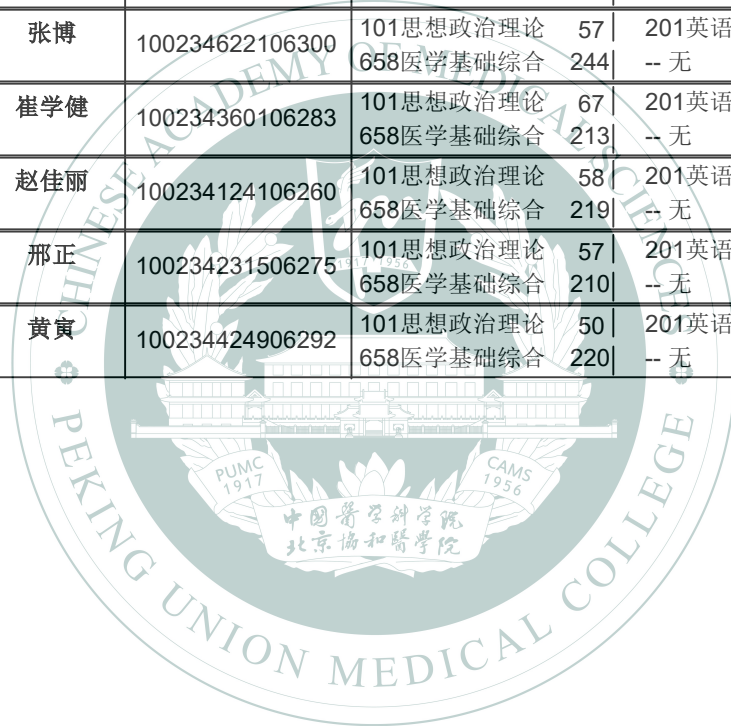 张博 100234622106300 101思想政治理论 57 201英语
658医学基础综合 244 -- 无
崔学健 100234360106283 101思想政治理论 67 201英语
658医学基础综合 213 -- 无
赵佳丽 100234124106260 101思想政治理论 58 201英语
658医学基础综合 219 -- 无
邢正 100234231506275 101思想政治理论 57 201英语
658医学基础综合 210 -- 无
黄寅 100234424906292 101思想政治理论 50 201英语
658医学基础综合 220 -- 无
CHINESE ACADEMY OF MEDICAL SCIENCE
1917 1956
PUMC
1917
CAMS
1956
中国医学科学院
北京协和醫学院
PEKING UNION MEDICAL COLLEGE